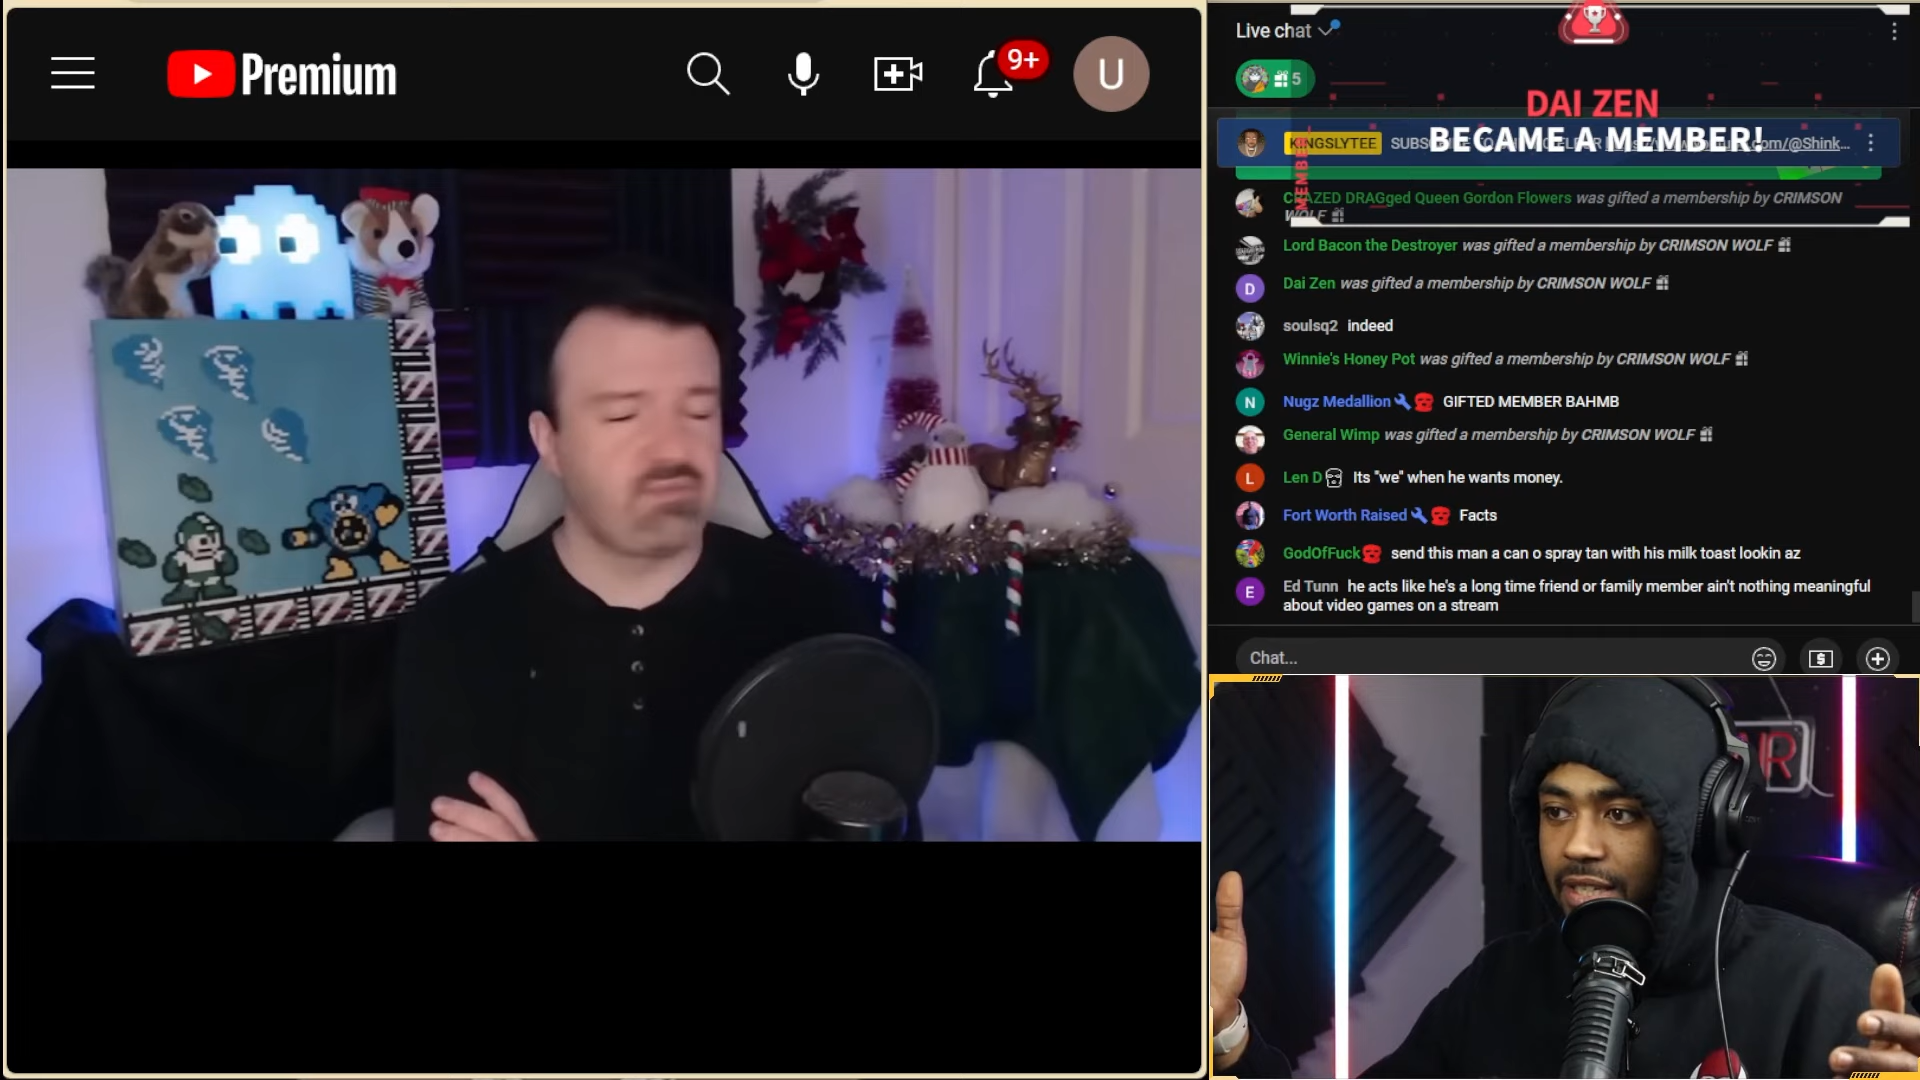 Premium
9+
U
Live chat
5
DAI ZEN
BECAME A MEMBER!
MEMBER
KINGSLYTEE
.com/@Shink...
CRAZED DRAGged Queen Gordon Flowers was gifted a membership by CRIMSON
WOLF
Lord Bacon the Destroyer was gifted a membership by CRIMSON WOLF
D
Dai Zen was gifted a membership by CRIMSON WOLF
soulsq2 indeed
Winnie's Honey Pot was gifted a membership by CRIMSON WOLF
N
Nugz Medallion GIFTED MEMBER BAHMB
General Wimp was gifted a membership by CRIMSON WOLF
L
Len D Its "we" when he wants money.
Fort Worth Raised Facts
GodOfFuck send this man a can o spray tan with his milk toast lookin az
E
Ed Tunn he acts like he's a long time friend or family member ain't nothing meaningful
about video games on a stream
Chat...
$